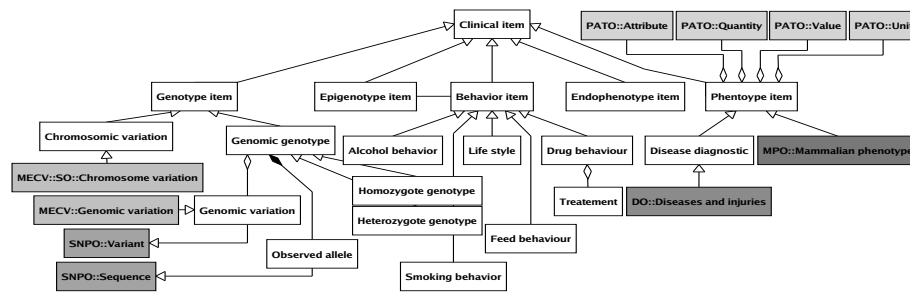 Clinical item
PATO::Attribute
PATO::Quantity
PATO::Value
PATO::Unit
Genotype item
Epigenotype item
Behavior item
Endophenotype item
Phentoype item
Chromosomic variation
Genomic genotype
Alcohol behavior
Life style
Drug behaviour
Disease diagnostic
MPO::Mammalian phenotype
MECV::SO::Chromosome variation
Homozygote genotype
MECV::Genomic variation
Genomic variation
Heterozygote genotype
Treatement
DO::Diseases and injuries
SNPO::Variant
Observed allele
Feed behaviour
SNPO::Sequence
Smoking behavior